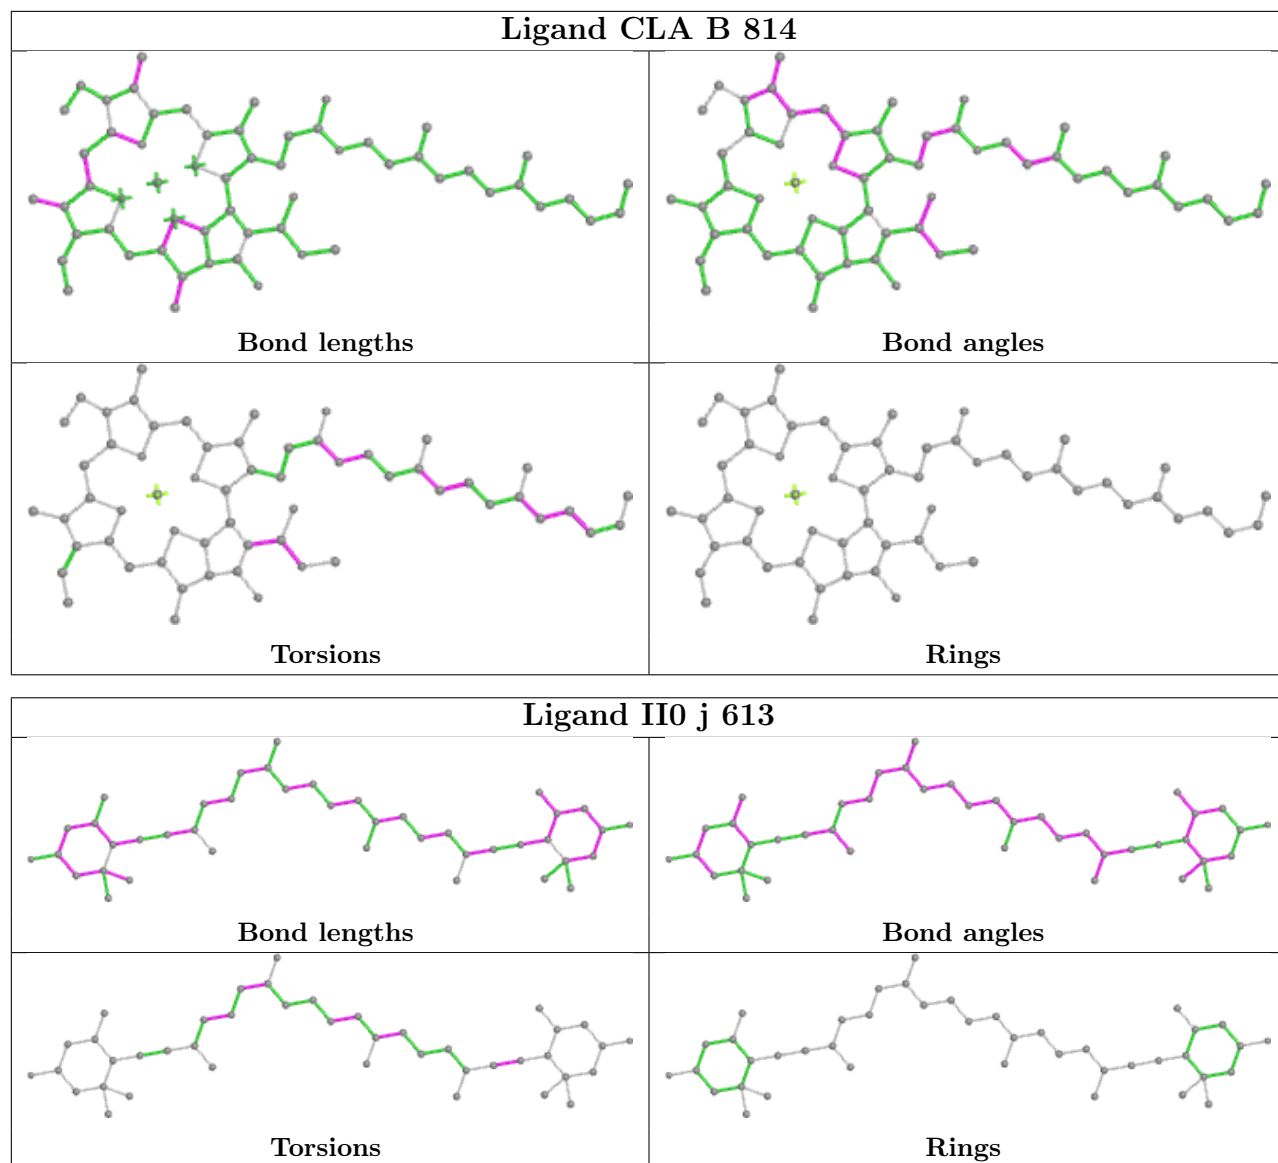 Ligand CLA B 814
Bond lengths
Bond angles
Torsions
Rings
Ligand II0 j 613
Bond lengths
Bond angles
Torsions
Rings